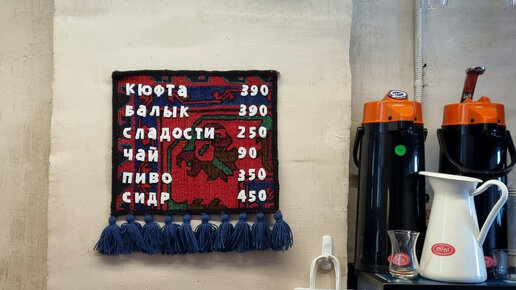 кюфта 390
балык 390
сладости 250
чай 90
пиво 350
сидр 450